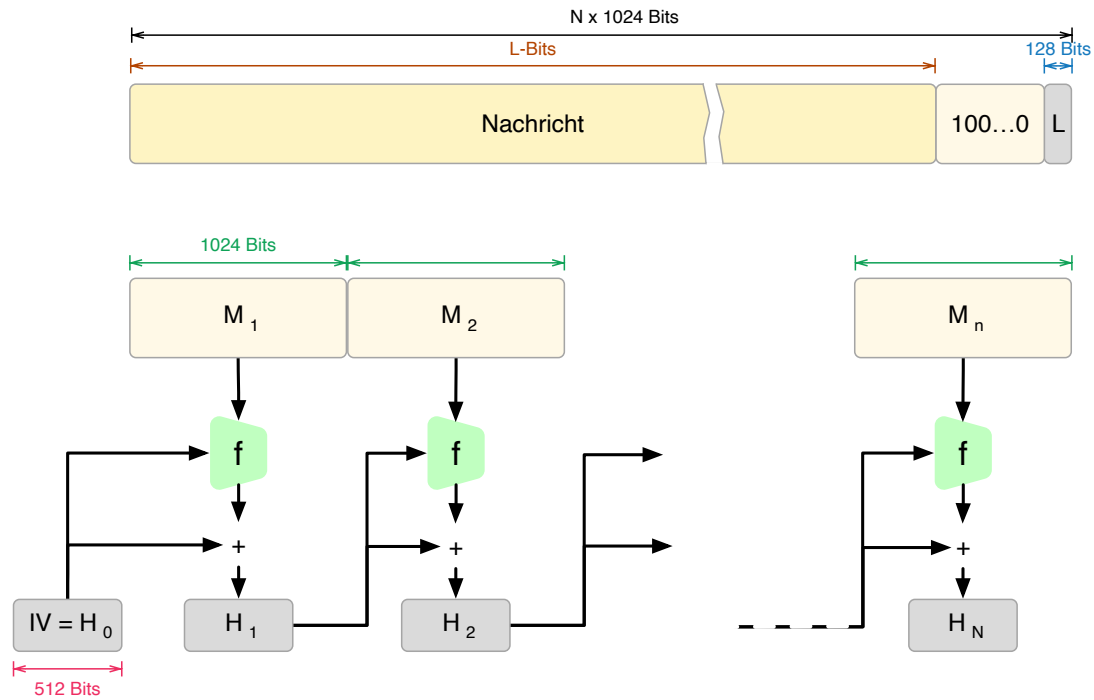 N x 1024 Bits
L-Bits
128 Bits
Nachricht
100…0
L
1024 Bits
M 1
M 2
M n
f
f
f
+
+
+
IV = H 0
H 1
H 2
H N
512 Bits